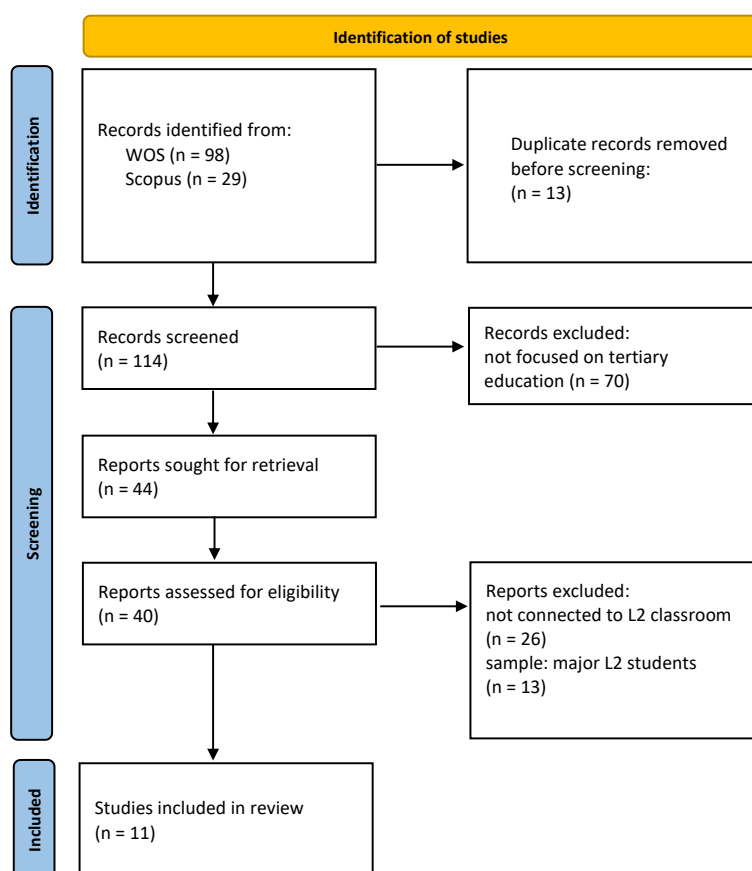 Identification of studies
Identification
Records identified from:
WOS (n = 98)
Scopus (n = 29)
Duplicate records removed
before screening:
(n = 13)
Screening
Records screened
(n = 114)
Records excluded:
not focused on tertiary
education (n = 70)
Reports sought for retrieval
(n = 44)
Reports assessed for eligibility
(n = 40)
Reports excluded:
not connected to L2 classroom
(n = 26)
sample: major L2 students
(n = 13)
Included
Studies included in review
(n = 11)